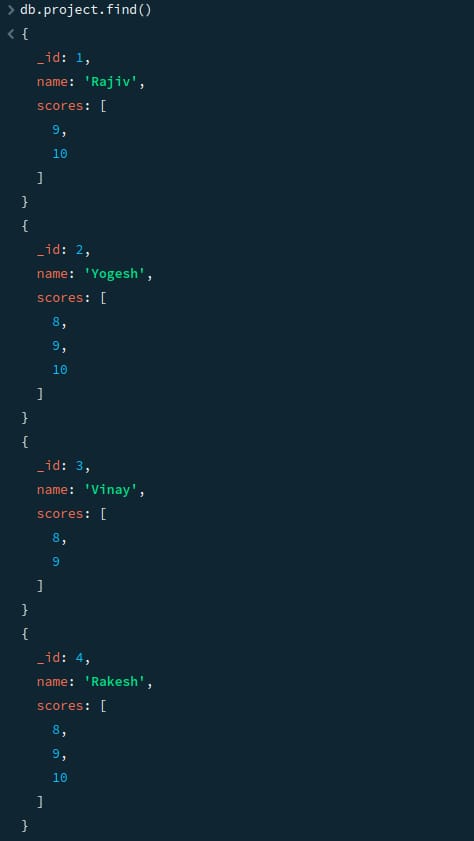 > db.project.find()
< {
_id: 1,
name: 'Rajiv',
scores: [
9,
10
]
}
{
_id: 2,
name: 'Yogesh',
scores: [
8,
9,
10
]
}
{
_id: 3,
name: 'Vinay',
scores: [
8,
9
]
}
{
_id: 4,
name: 'Rakesh',
scores: [
8,
9,
10
]
}